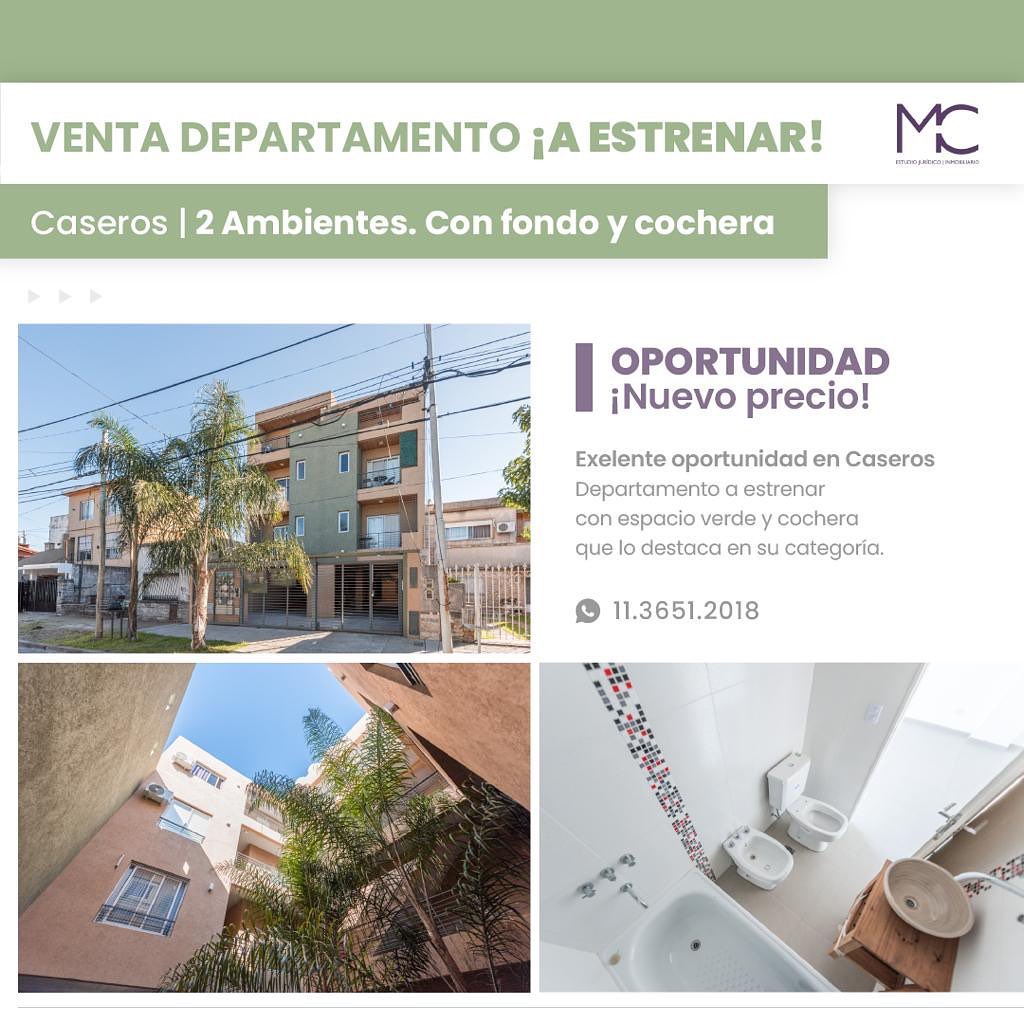 VENTA DEPARTAMENTO ¡A ESTRENAR!
MC
ESTUDIO JURÍDICO | INMOBILIARIO
Caseros | 2 Ambientes. Con fondo y cochera
OPORTUNIDAD
¡Nuevo precio!
Exelente oportunidad en Caseros
Departamento a estrenar
con espacio verde y cochera
que lo destaca en su categoría.
11.3651.2018